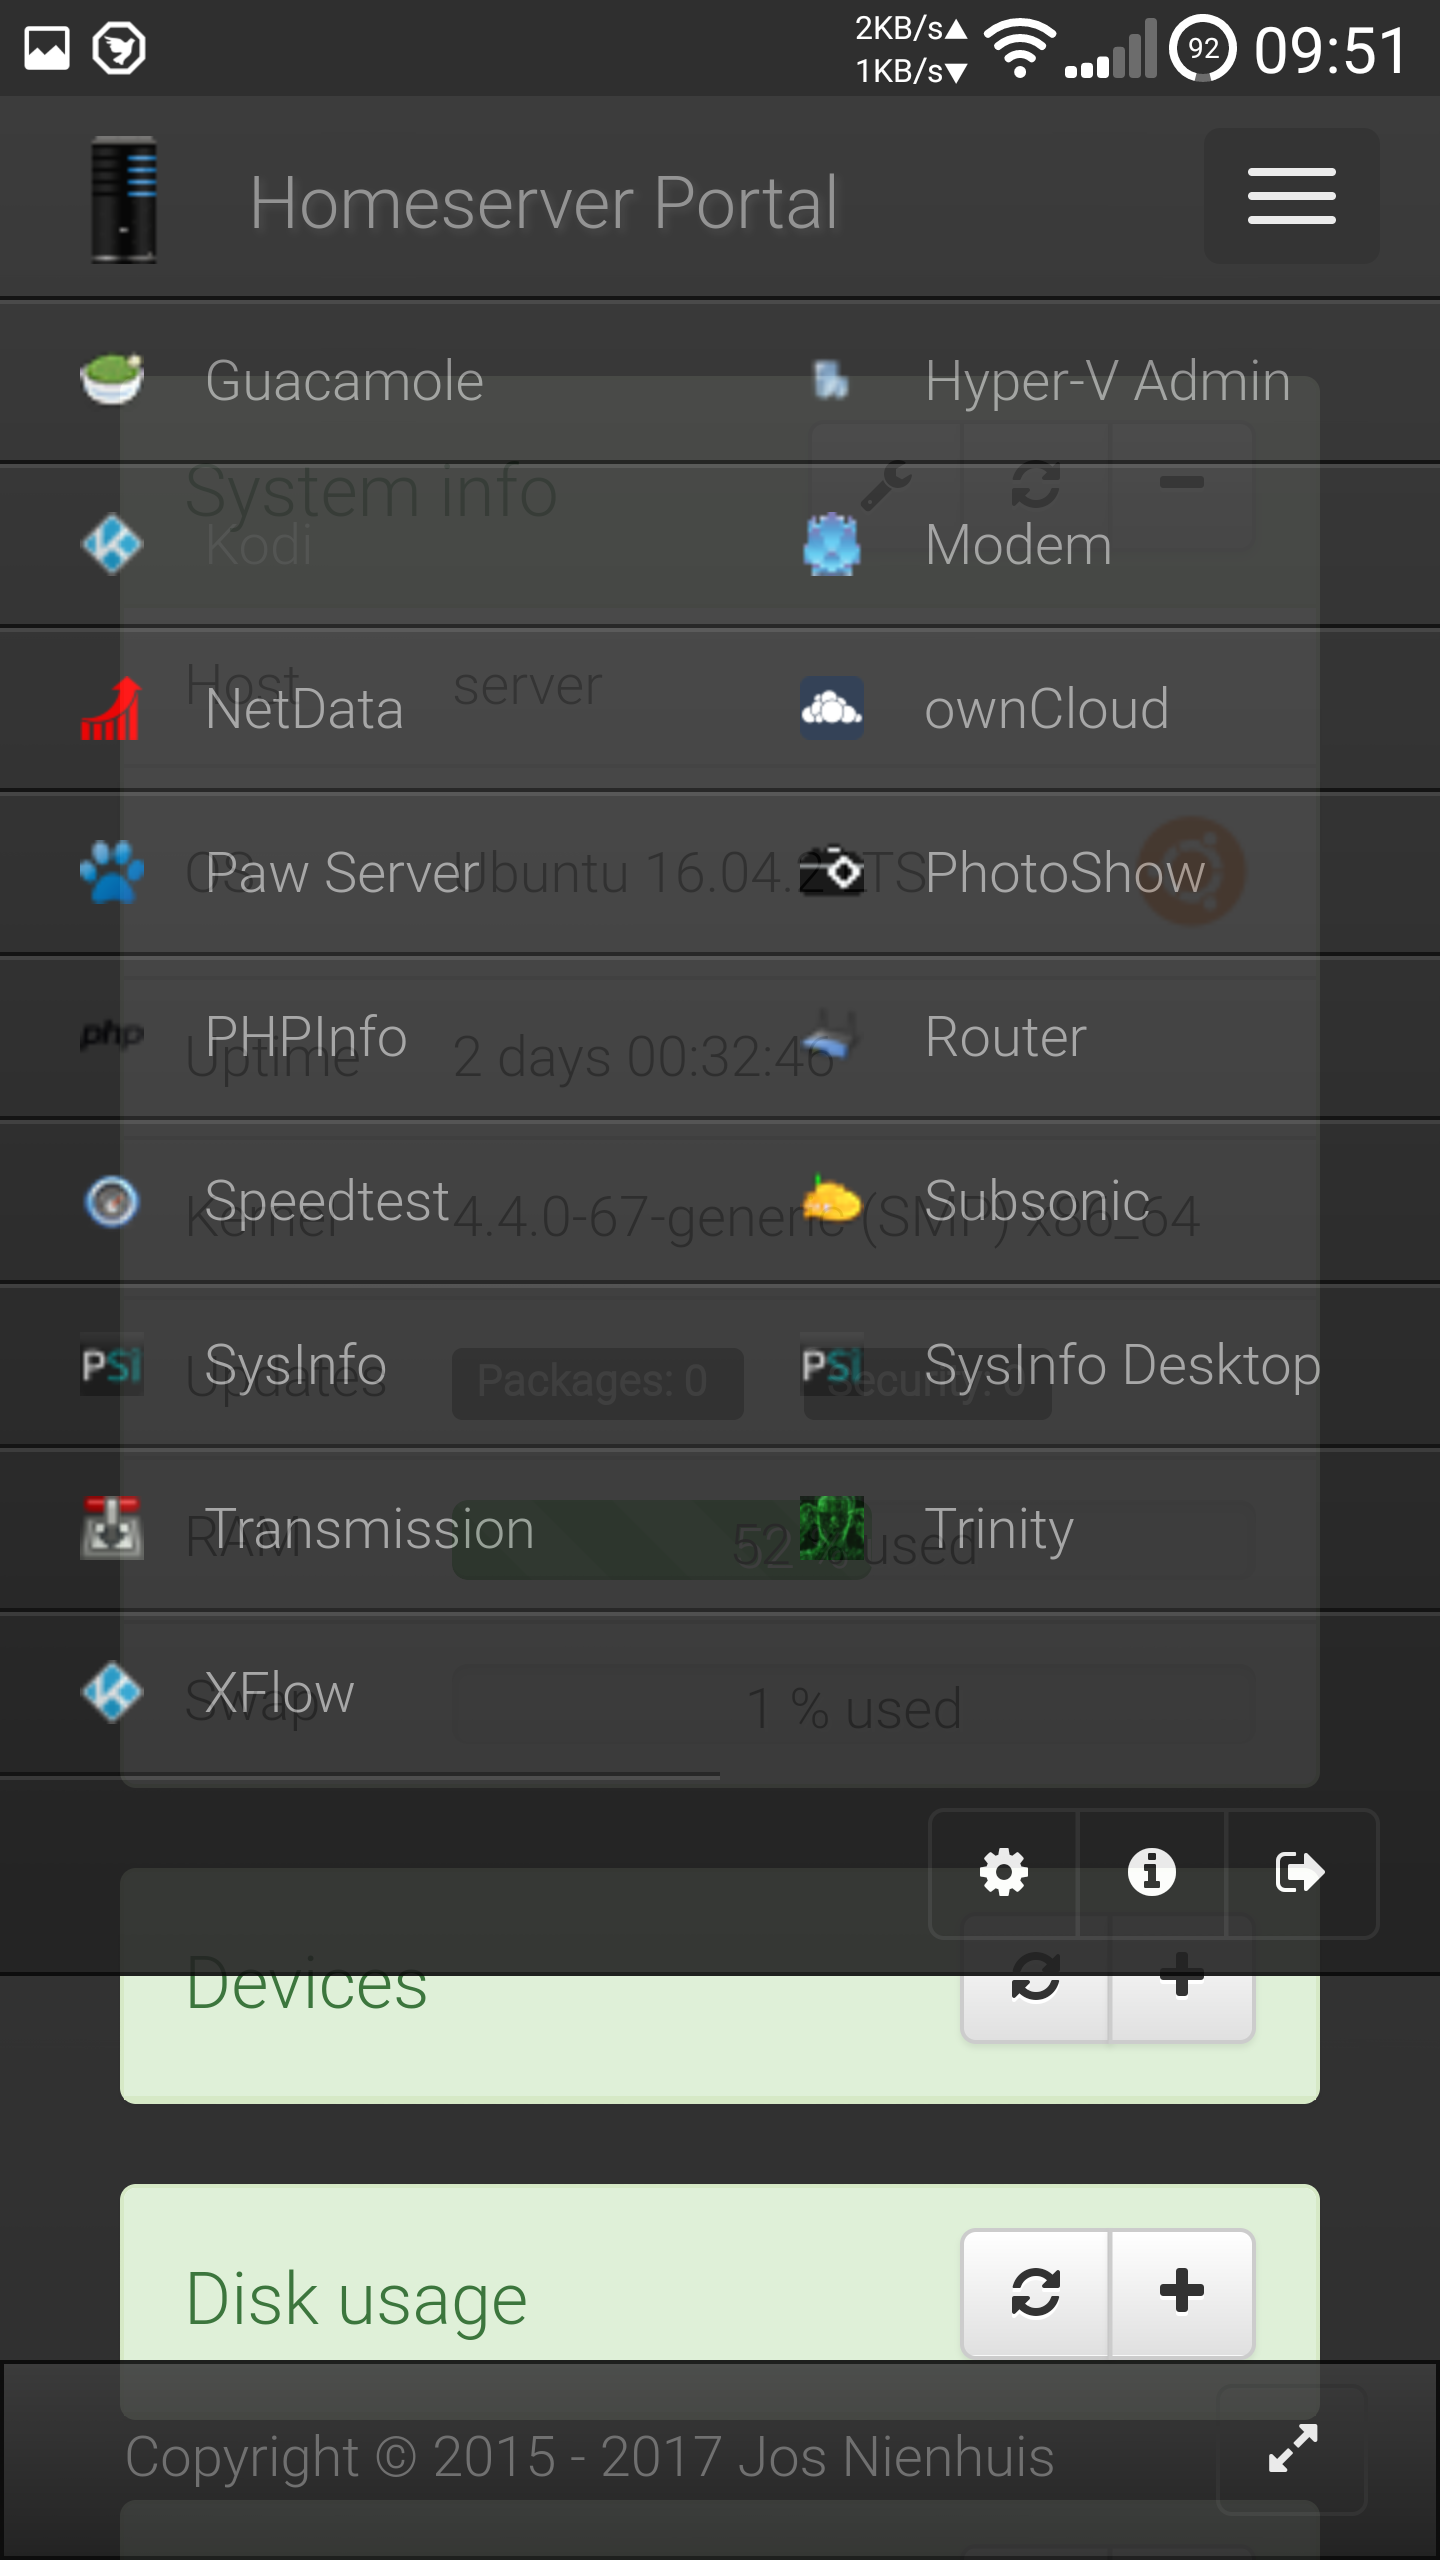 2KB/s▲
1KB/s▼
92
09:51
Homeserver Portal
Guacamole
Hyper-V Admin
System info
Kodi
Modem
Host
server
NetData
ownCloud
Paw Server
PhotoShow
OS
Ubuntu 16.04.2 LTS
PHPInfo
Router
Uptime
2 days 00:32:46
Speedtest
Subsonic
Kernel
4.4.0-67-generic (SMP) x86_64
PSi
SysInfo
PSi
SysInfo Desktop
Updates
Packages: 0
Security: 0
php
Transmission
Trinity
RAM
52 % used
XFlow
Swap
1 % used
Devices
Disk usage
Copyright © 2015 - 2017 Jos Nienhuis